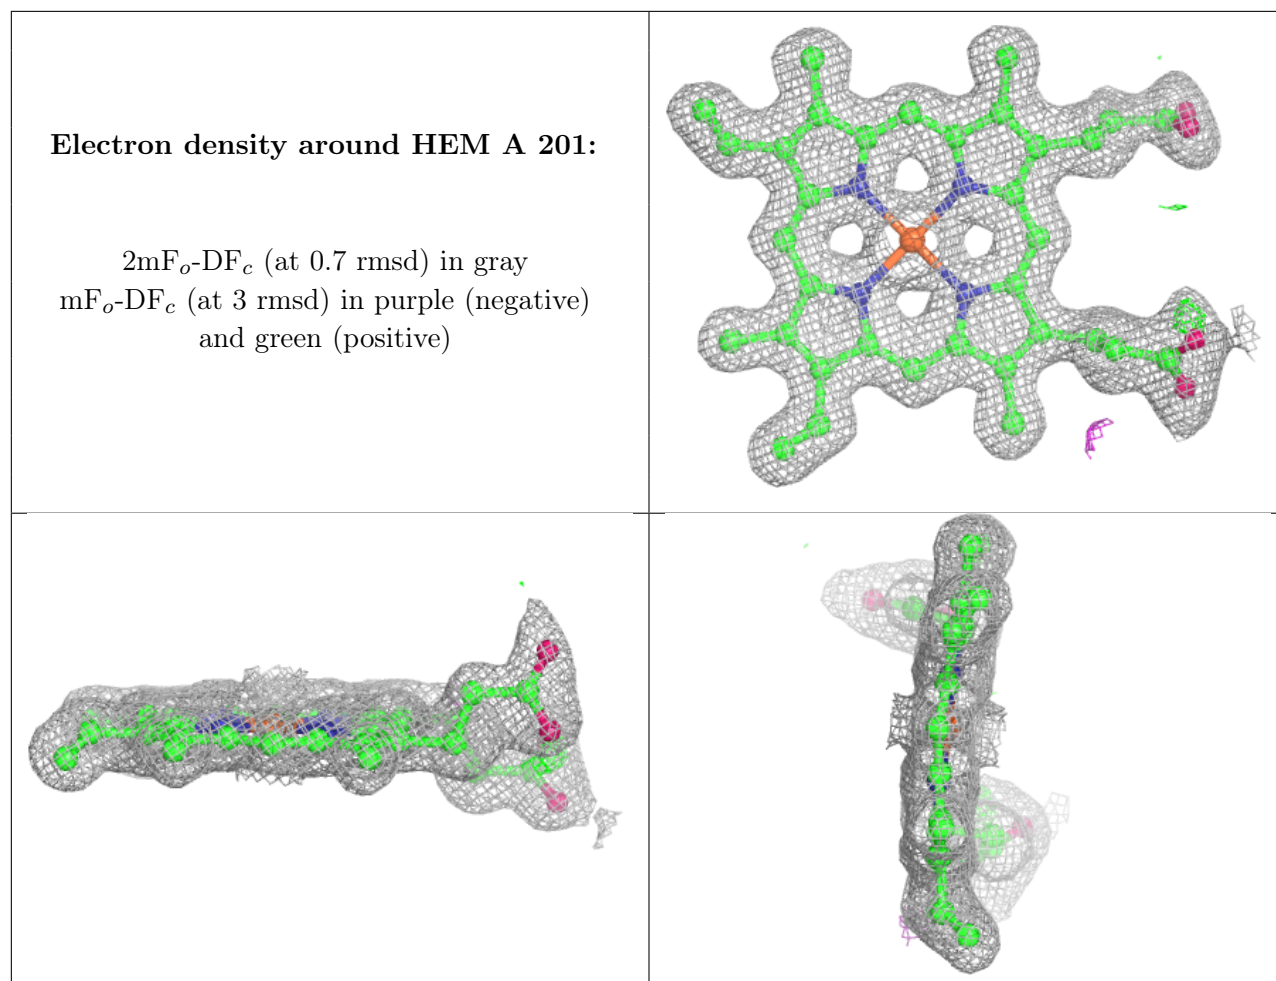 Electron density around HEM A 201:
2mFo-DFc (at 0.7 rmsd) in gray
mFo-DFc (at 3 rmsd) in purple (negative)
and green (positive)